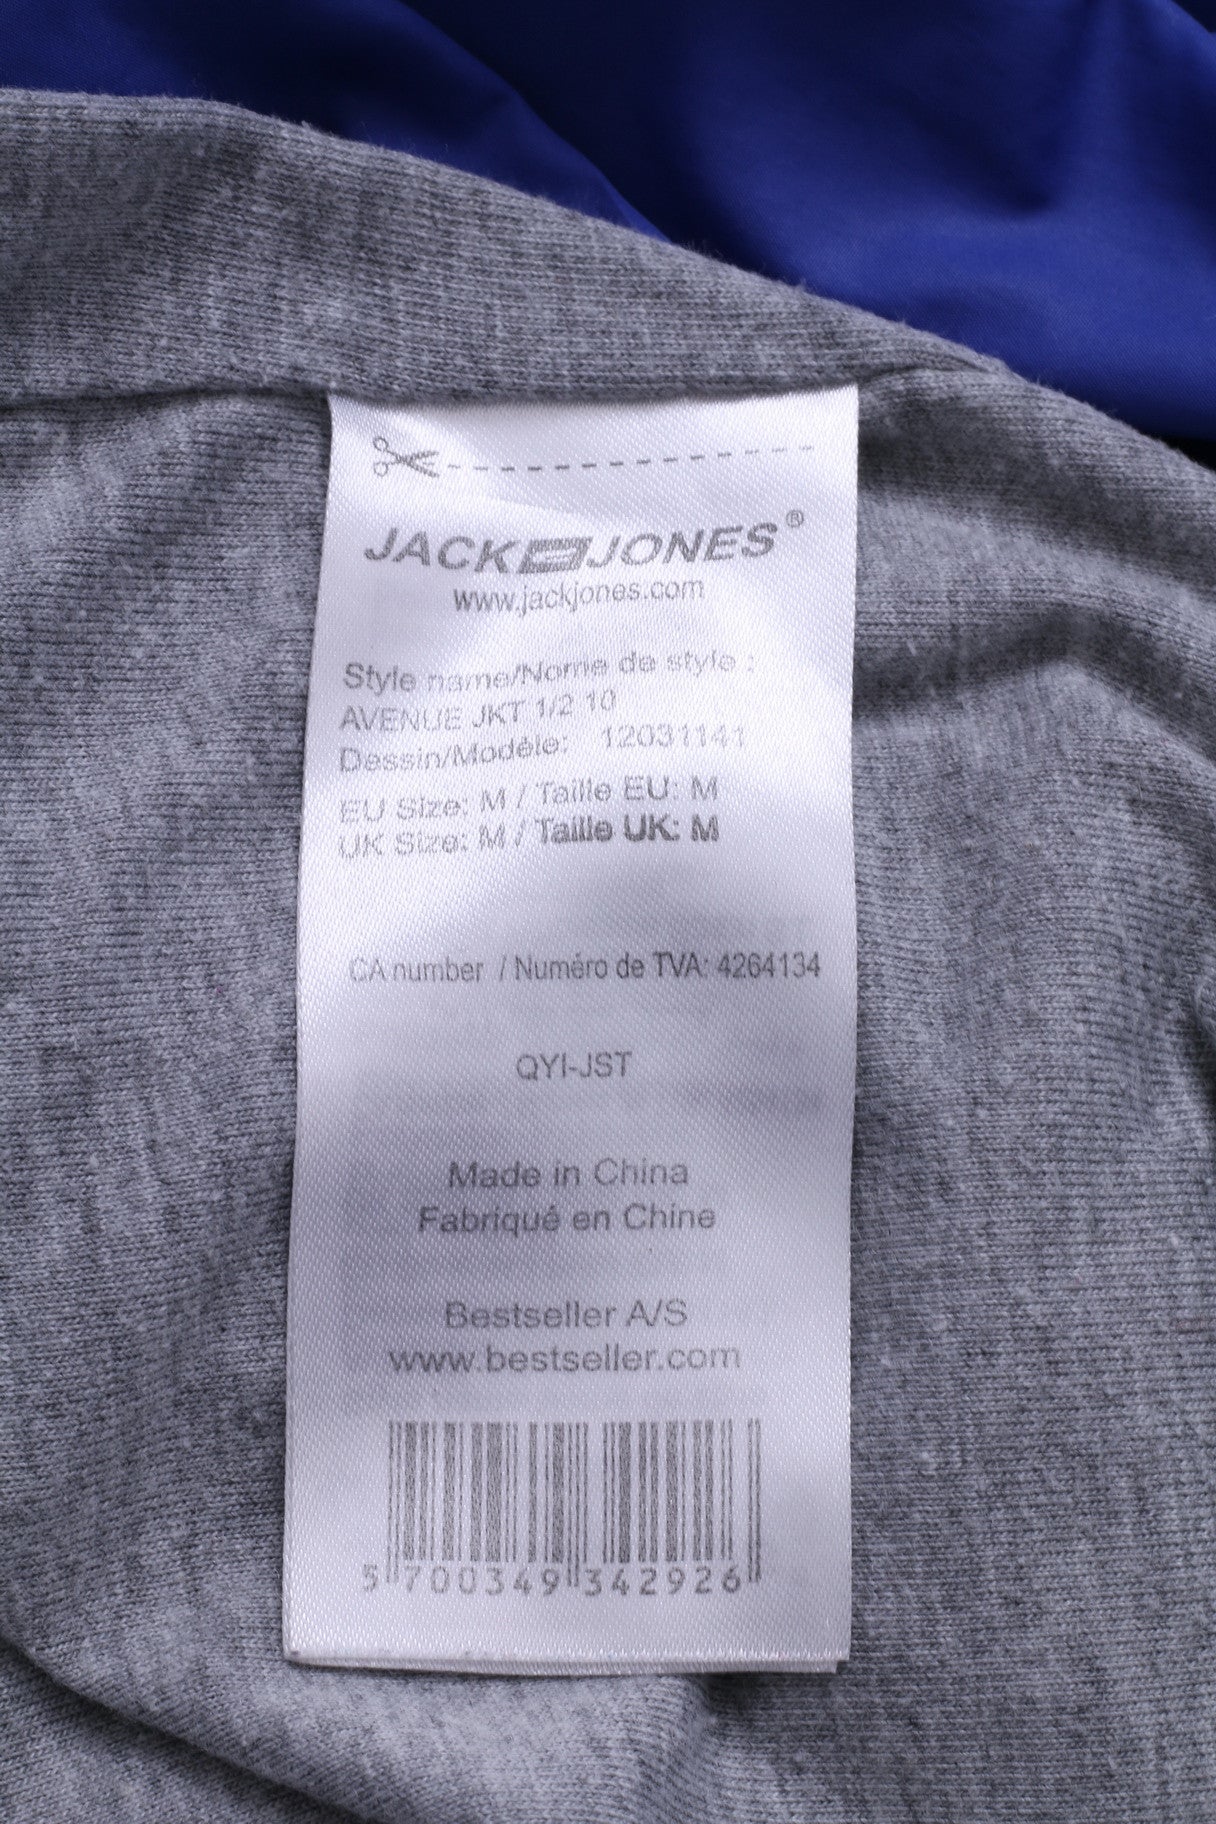 JACK JONES®
www.jackjones.com
Style name/Nome de style :
AVENUE JKT 1/2 10
Dessin/Modèle: 12031141
EU Size: M / Taille EU: M
UK Size: M / Taille UK: M
CA number / Numéro de TVA: 4264134
QYI-JST
Made in China
Fabriqué en Chine
Bestseller A/S
www.bestseller.com
5 700349 342926